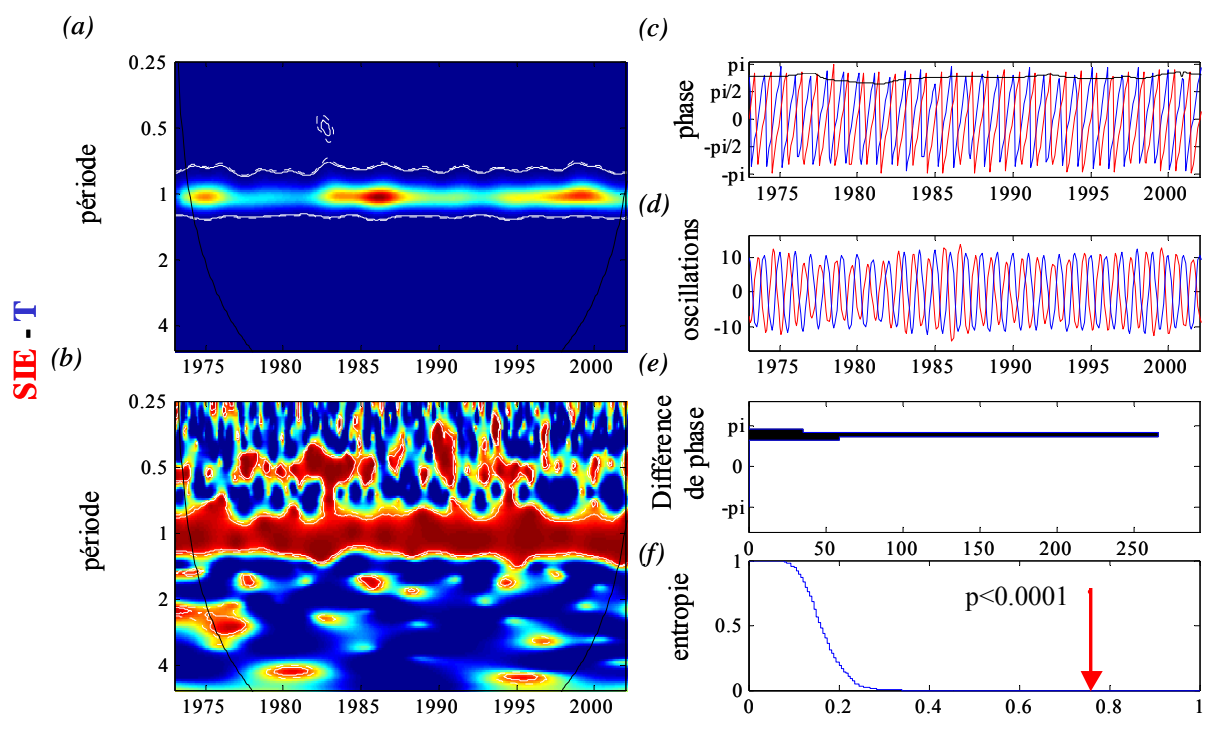 SIE - T
(a)
période
0.25
0.5
1
2
4
1975 1980 1985 1990 1995 2000
(b)
période
0.25
0.5
1
2
4
1975 1980 1985 1990 1995 2000
(c)
phase
pi
pi/2
0
-pi/2
-pi
1975 1980 1985 1990 1995 2000
(d)
oscillations
10
0
-10
1975 1980 1985 1990 1995 2000
(e)
Différence
de phase
pi
0
-pi
0 50 100 150 200 250
(f)
entropie
1
0.5
0
p<0.0001
0 0.2 0.4 0.6 0.8 1